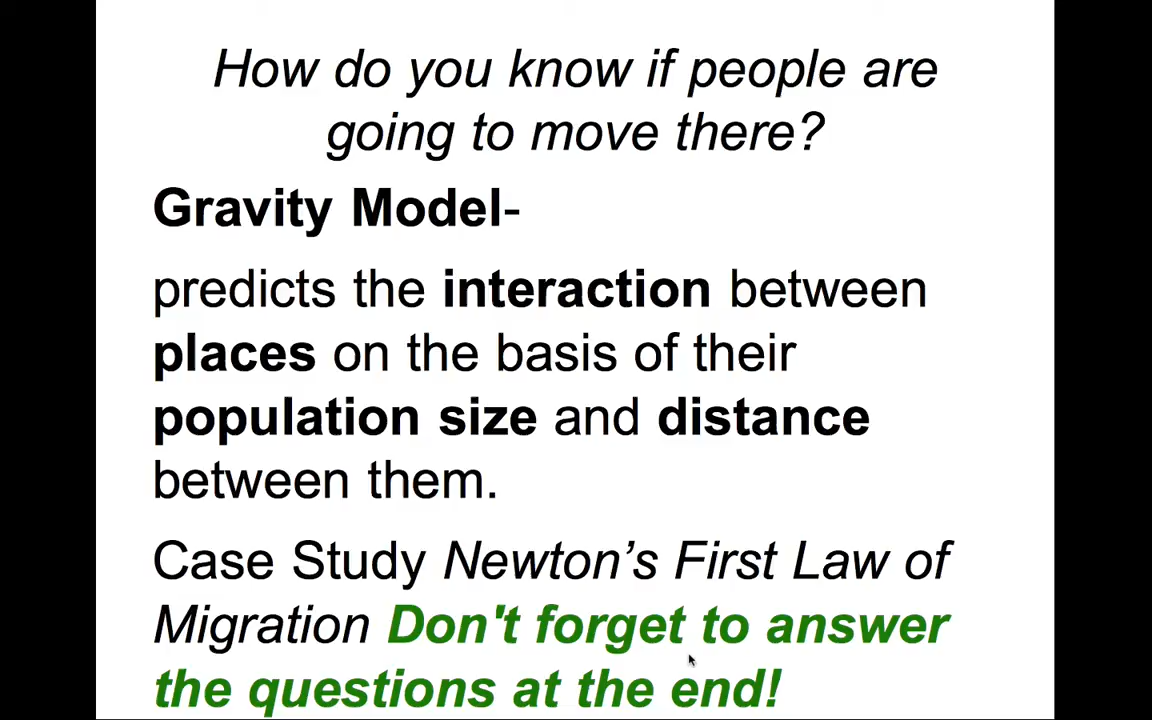 How do you know if people are
going to move there?
Gravity Model-
predicts the interaction between
places on the basis of their
population size and distance
between them.
Case Study Newton’s First Law of
Migration Don't forget to answer
the questions at the end!